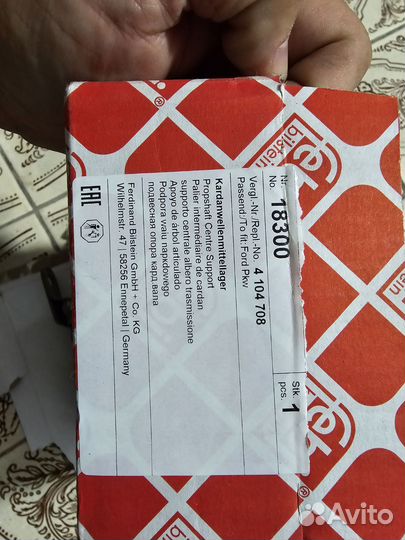 Nr.
No. 18300
Stk.
pcs. 1
Vergl.-Nr./Repl.-No. 4 104 708
Passend:/To fit: Ford Pkw
Kardanwellenmittellager
Propshaft Centre Support
Palier intermédiaire de cardan
supporto centrale albero trasmissione
Apoyo de árbol articulado
Podpora wału napędowego
подвесная опора кард.вала
EAC
Ferdinand Bilstein GmbH + Co. KG
Wilhelmstr. 47 · 58256 Ennepetal | Germany
febi
bilstein
Avito